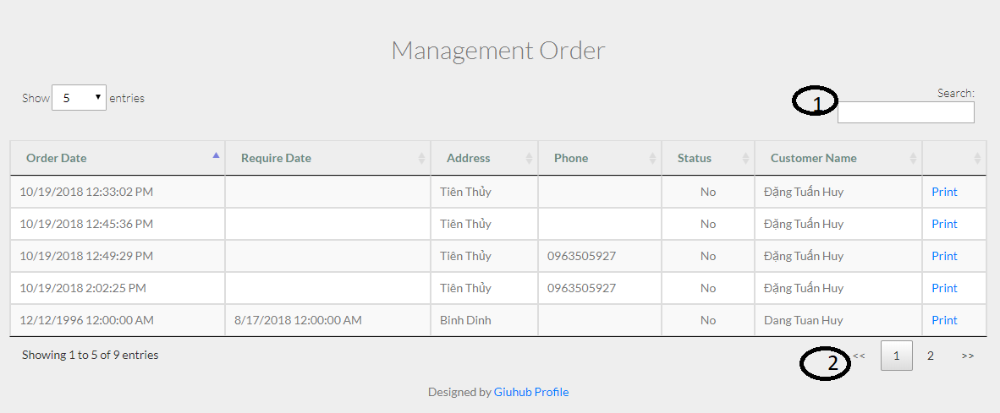 Management Order
Show 5 entries
Search:
1
Order Date Require Date Address Phone Status Customer Name
10/19/2018 12:33:02 PM Tiên Thủy No Đặng Tuấn Huy Print
10/19/2018 12:45:36 PM Tiên Thủy No Đặng Tuấn Huy Print
10/19/2018 12:49:29 PM Tiên Thủy 0963505927 No Đặng Tuấn Huy Print
10/19/2018 2:02:25 PM Tiên Thủy 0963505927 No Đặng Tuấn Huy Print
12/12/1996 12:00:00 AM 8/17/2018 12:00:00 AM Binh Dinh No Dang Tuan Huy Print
Showing 1 to 5 of 9 entries 2 << 1 2 >>
Designed by Giuhub Profile